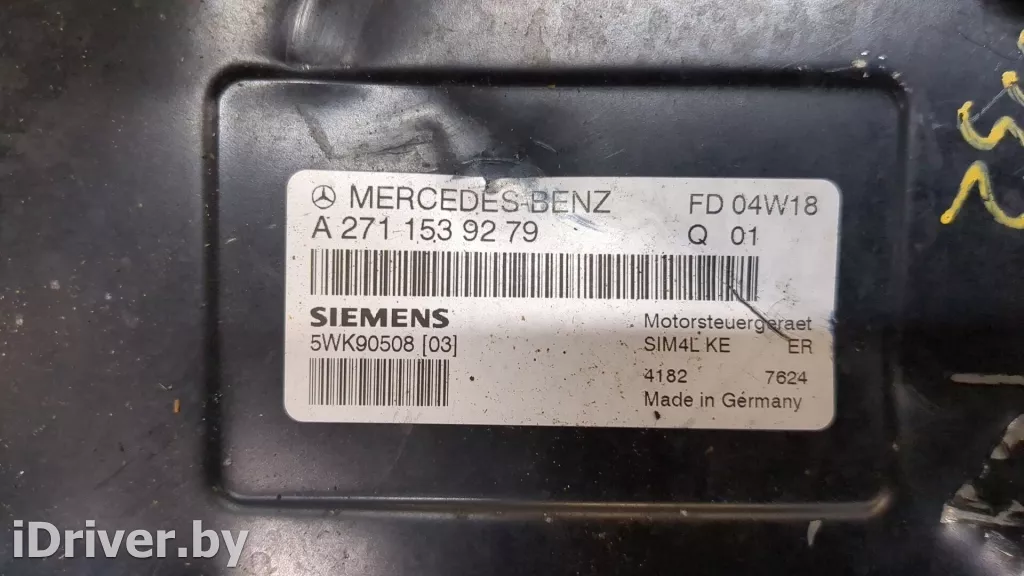 MERCEDES-BENZ FD 04W18
A 271 153 92 79 Q 01
SIEMENS Motorsteuergeraet
5WK90508 [03] SIM4L KE ER
4182 7624
Made in Germany
iDriver.by